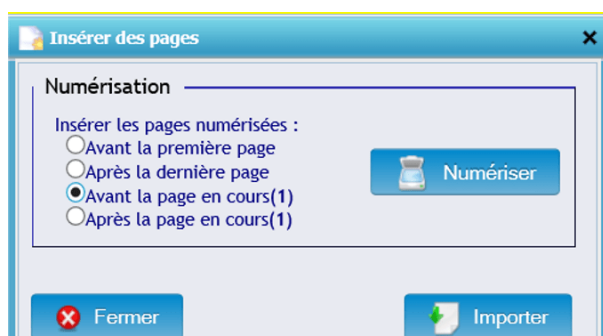 Insérer des pages
Numérisation
Insérer les pages numérisées :
Avant la première page
Après la dernière page
Avant la page en cours(1)
Après la page en cours(1)
Numériser
Fermer
Importer